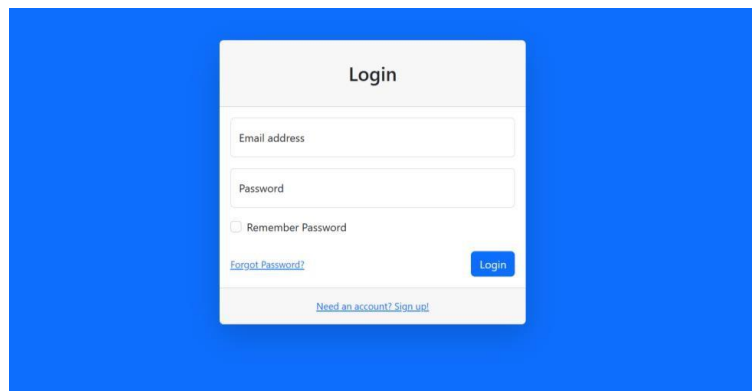 Login
Email address
Password
Remember Password
Forgot Password?
Login
Need an account? Sign up!